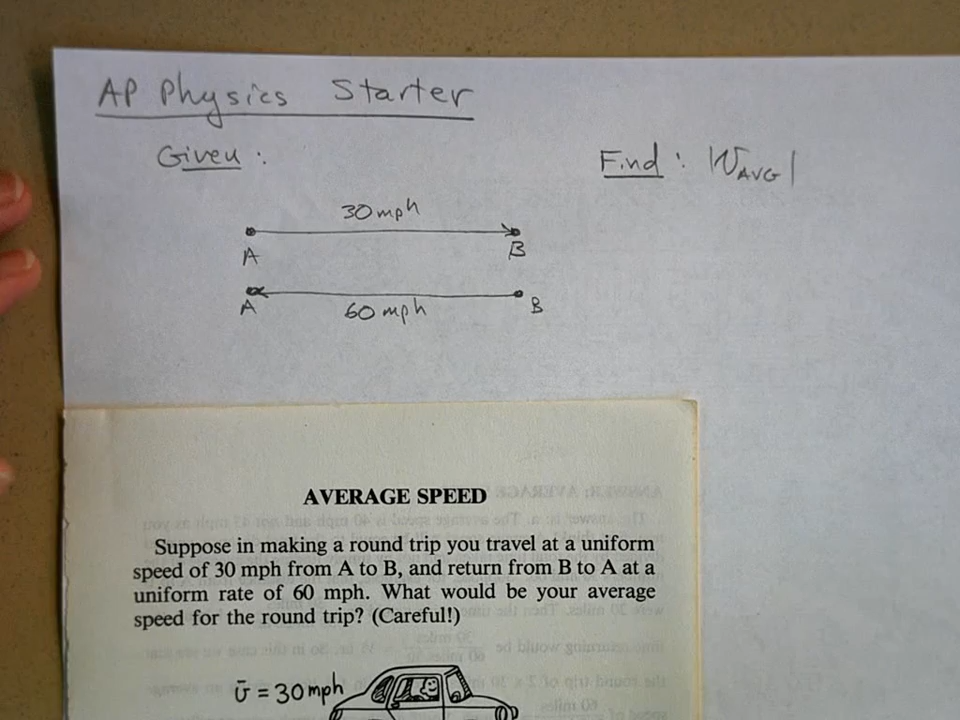 AP Physics Starter
Given :
Find : |V̄AVG|
30 mph
A B
A B
60 mph
AVERAGE SPEED
Suppose in making a round trip you travel at a uniform
speed of 30 mph from A to B, and return from B to A at a
uniform rate of 60 mph. What would be your average
speed for the round trip? (Careful!)
ῡ = 30 mph